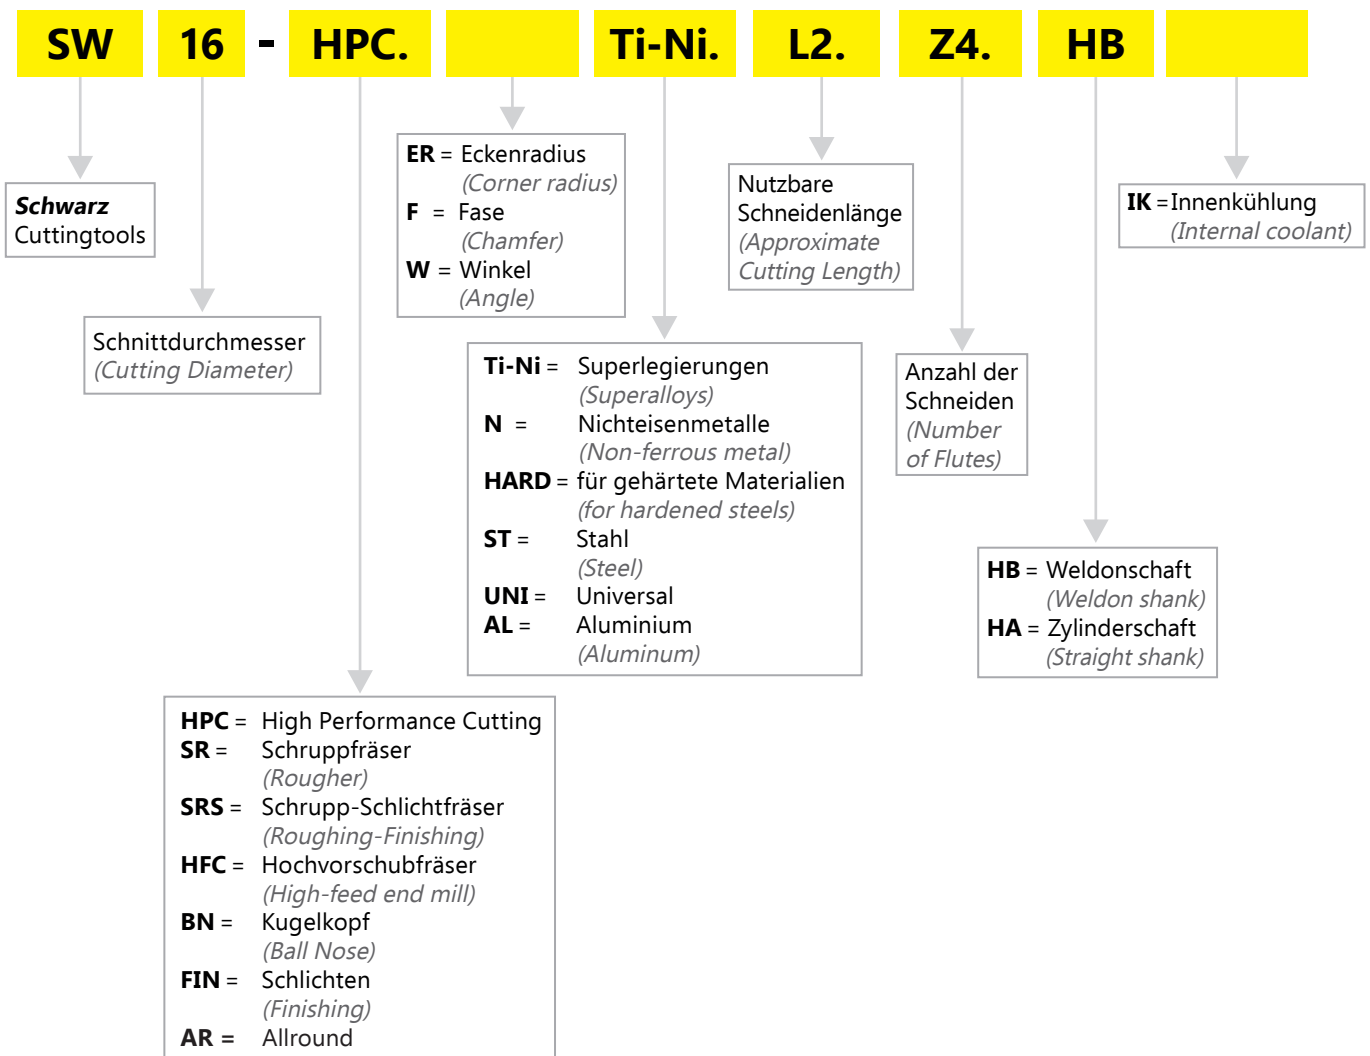 SW 16 - HPC. Ti-Ni. L2. Z4. HB
Schwarz
Cuttingtools
Schnittdurchmesser
(Cutting Diameter)
HPC = High Performance Cutting
SR = Schruppfräser
(Rougher)
SRS = Schrupp-Schlichtfräser
(Roughing-Finishing)
HFC = Hochvorschubfräser
(High-feed end mill)
BN = Kugelkopf
(Ball Nose)
FIN = Schlichten
(Finishing)
AR = Allround
ER = Eckenradius
(Corner radius)
F = Fase
(Chamfer)
W = Winkel
(Angle)
Ti-Ni = Superlegierungen
(Superalloys)
N = Nichteisenmetalle
(Non-ferrous metal)
HARD = für gehärtete Materialien
(for hardened steels)
ST = Stahl
(Steel)
UNI = Universal
AL = Aluminium
(Aluminum)
Nutzbare
Schneidenlänge
(Approximate
Cutting Length)
Anzahl der
Schneiden
(Number
of Flutes)
HB = Weldonschaft
(Weldon shank)
HA = Zylinderschaft
(Straight shank)
IK =Innenkühlung
(Internal coolant)